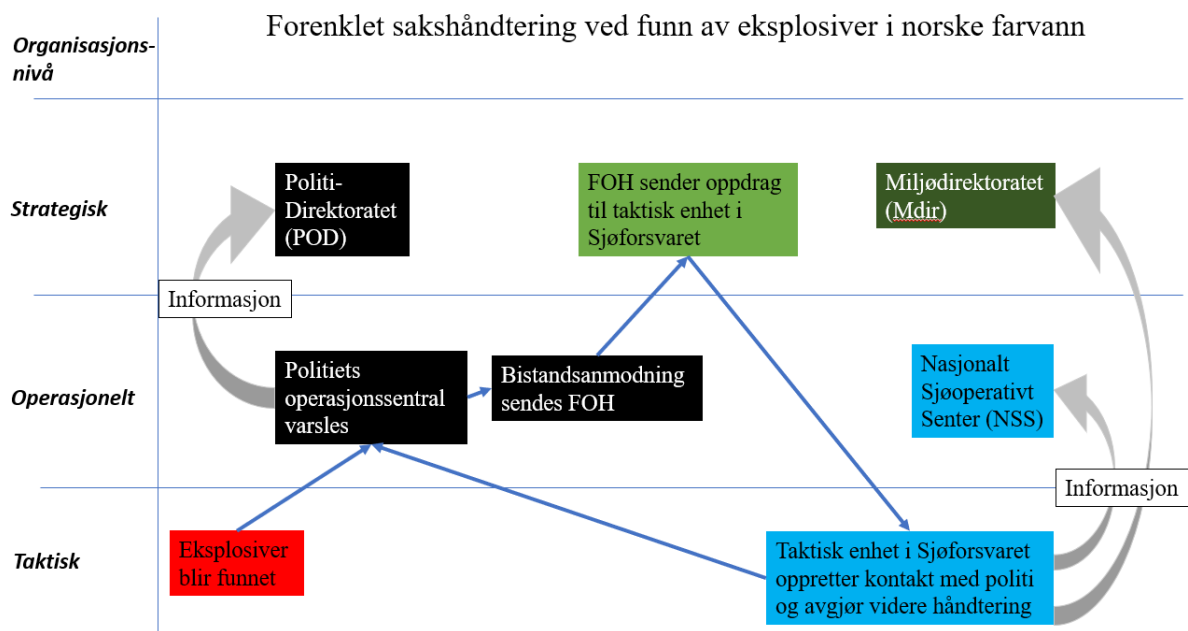 Forenklet sakshåndtering ved funn av eksplosiver i norske farvann
Organisasjons-
nivå
Strategisk
Politi-
Direktoratet
(POD)
FOH sender oppdrag
til taktisk enhet i
Sjøforsvaret
Miljødirektoratet
(Mdir)
Informasjon
Operasjonelt
Politiets
operasjonssentral
varsles
Bistandsanmodning
sendes FOH
Nasjonalt
Sjøoperativt
Senter (NSS)
Informasjon
Taktisk
Eksplosiver
blir funnet
Taktisk enhet i Sjøforsvaret
oppretter kontakt med politi
og avgjør videre håndtering